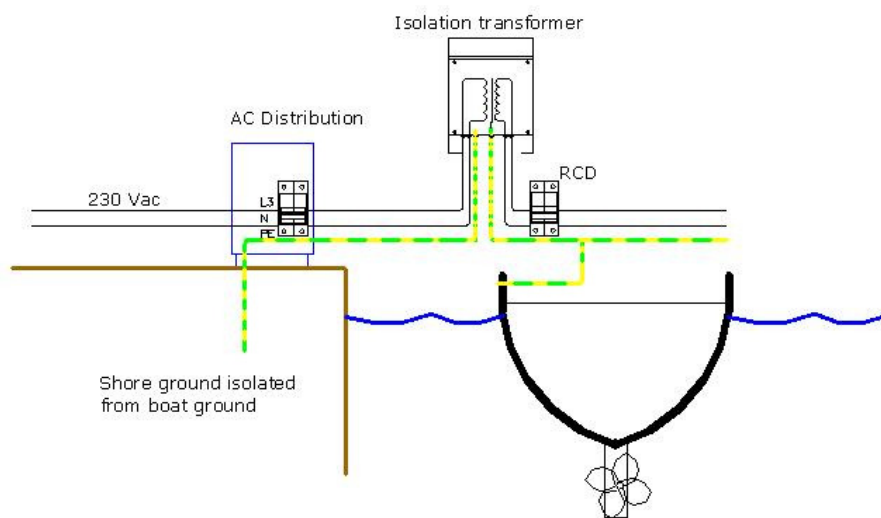 Isolation transformer
AC Distribution
RCD
230 Vac
L3
N
PE
Shore ground isolated
from boat ground